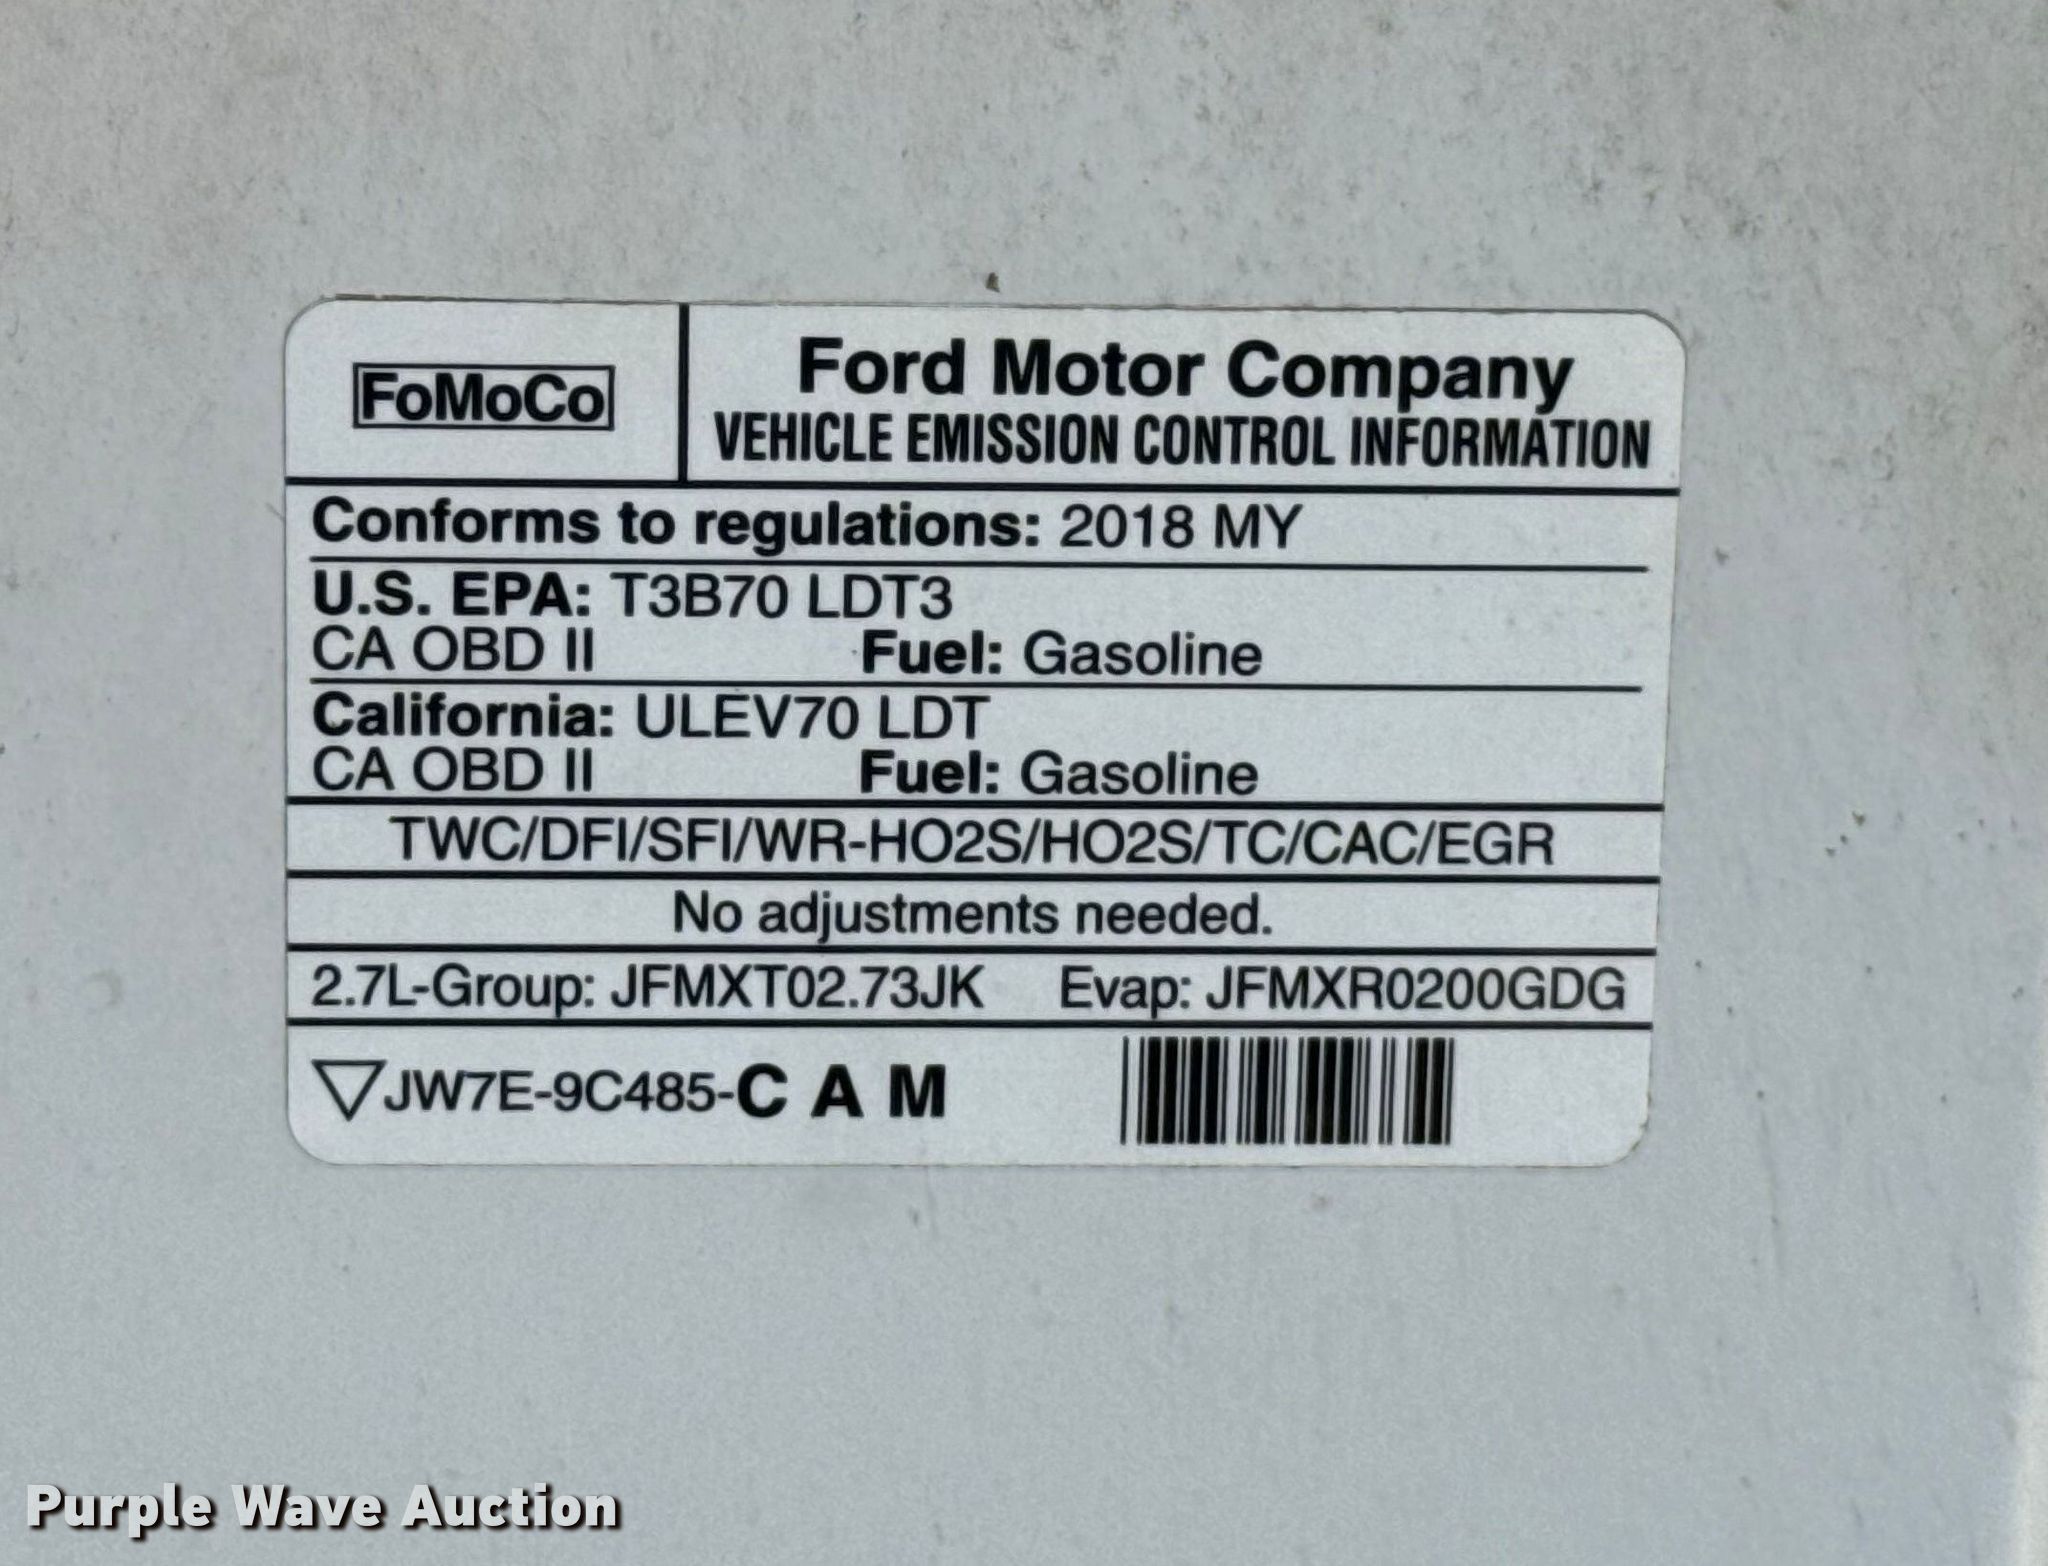 FoMoCo
Ford Motor Company
VEHICLE EMISSION CONTROL INFORMATION
Conforms to regulations: 2018 MY
U.S. EPA: T3B70 LDT3
CA OBD II Fuel: Gasoline
California: ULEV70 LDT
CA OBD II Fuel: Gasoline
TWC/DFI/SFI/WR-HO2S/HO2S/TC/CAC/EGR
No adjustments needed.
2.7L-Group: JFMXT02.73JK Evap: JFMXR0200GDG
JW7E-9C485-C A M
Purple Wave Auction